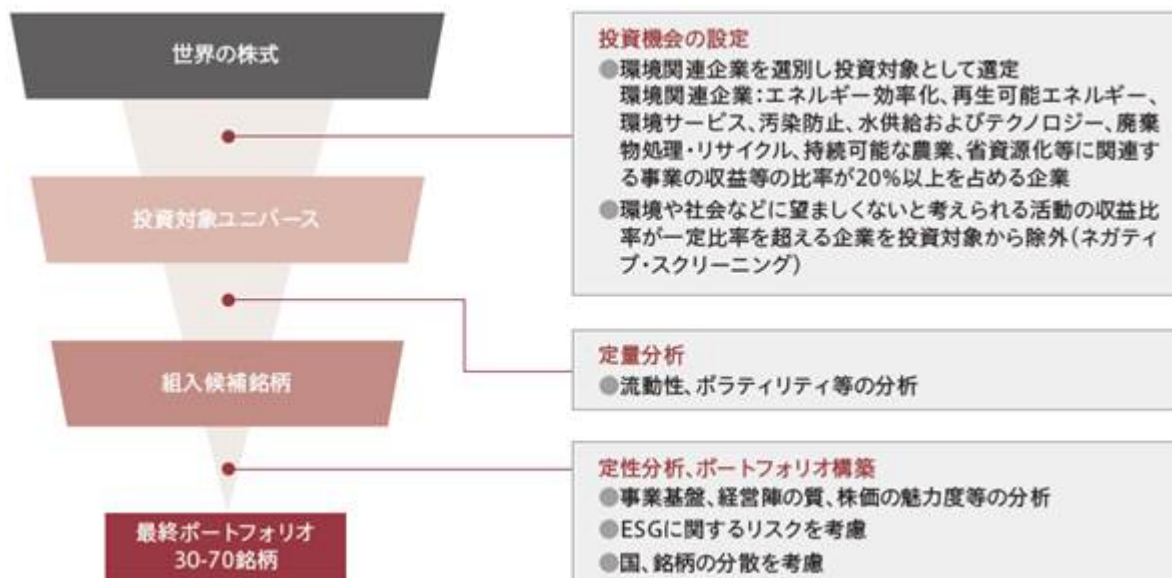 世界の株式
投資対象ユニバース
組入候補銘柄
最終ポートフォリオ
30-70銘柄
投資機会の設定
●環境関連企業を選別し投資対象として選定
環境関連企業：エネルギー効率化、再生可能エネルギー、
環境サービス、汚染防止、水供給およびテクノロジー、廃棄
物処理・リサイクル、持続可能な農業、省資源化等に関連す
る事業の収益等の比率が20%以上を占める企業
●環境や社会などに望ましくないと考えられる活動の収益比
率が一定比率を超える企業を投資対象から除外（ネガティ
ブ・スクリーニング）
定量分析
●流動性、ボラティリティ等の分析
定性分析、ポートフォリオ構築
●事業基盤、経営陣の質、株価の魅力度等の分析
●ESGに関するリスクを考慮
●国、銘柄の分散を考慮